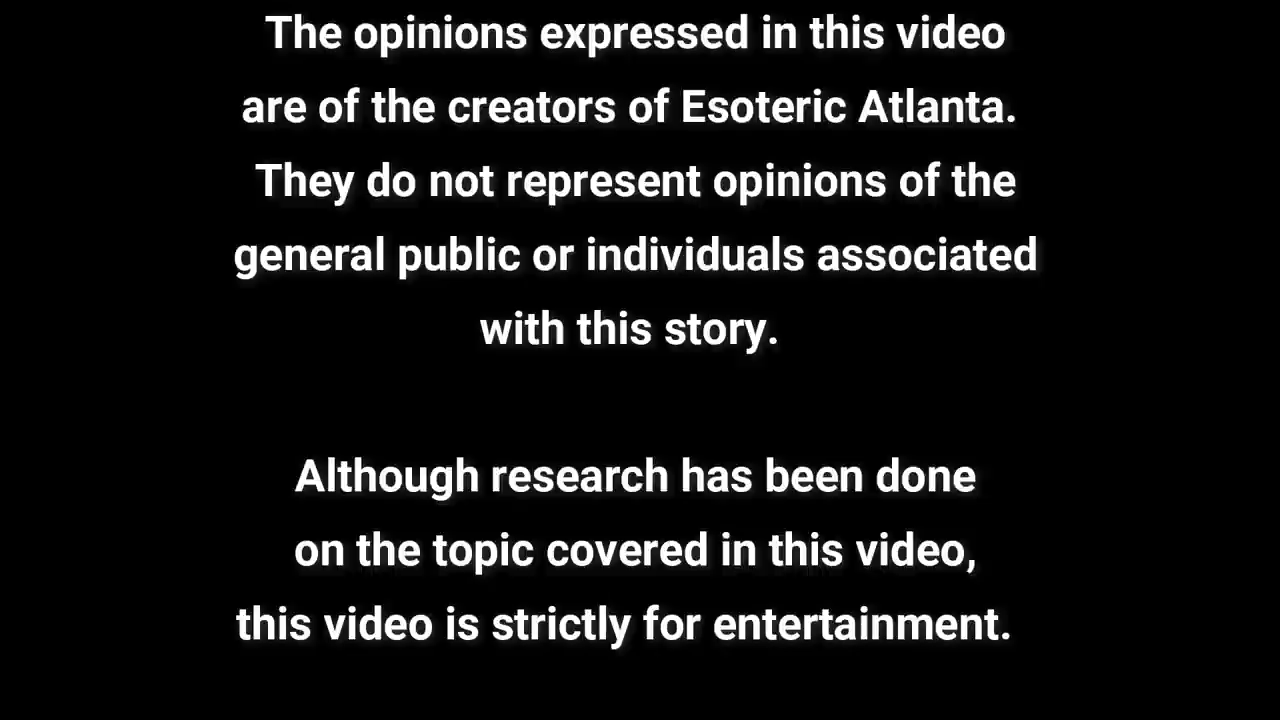 The opinions expressed in this video
are of the creators of Esoteric Atlanta.
They do not represent opinions of the
general public or individuals associated
with this story.
Although research has been done
on the topic covered in this video,
this video is strictly for entertainment.